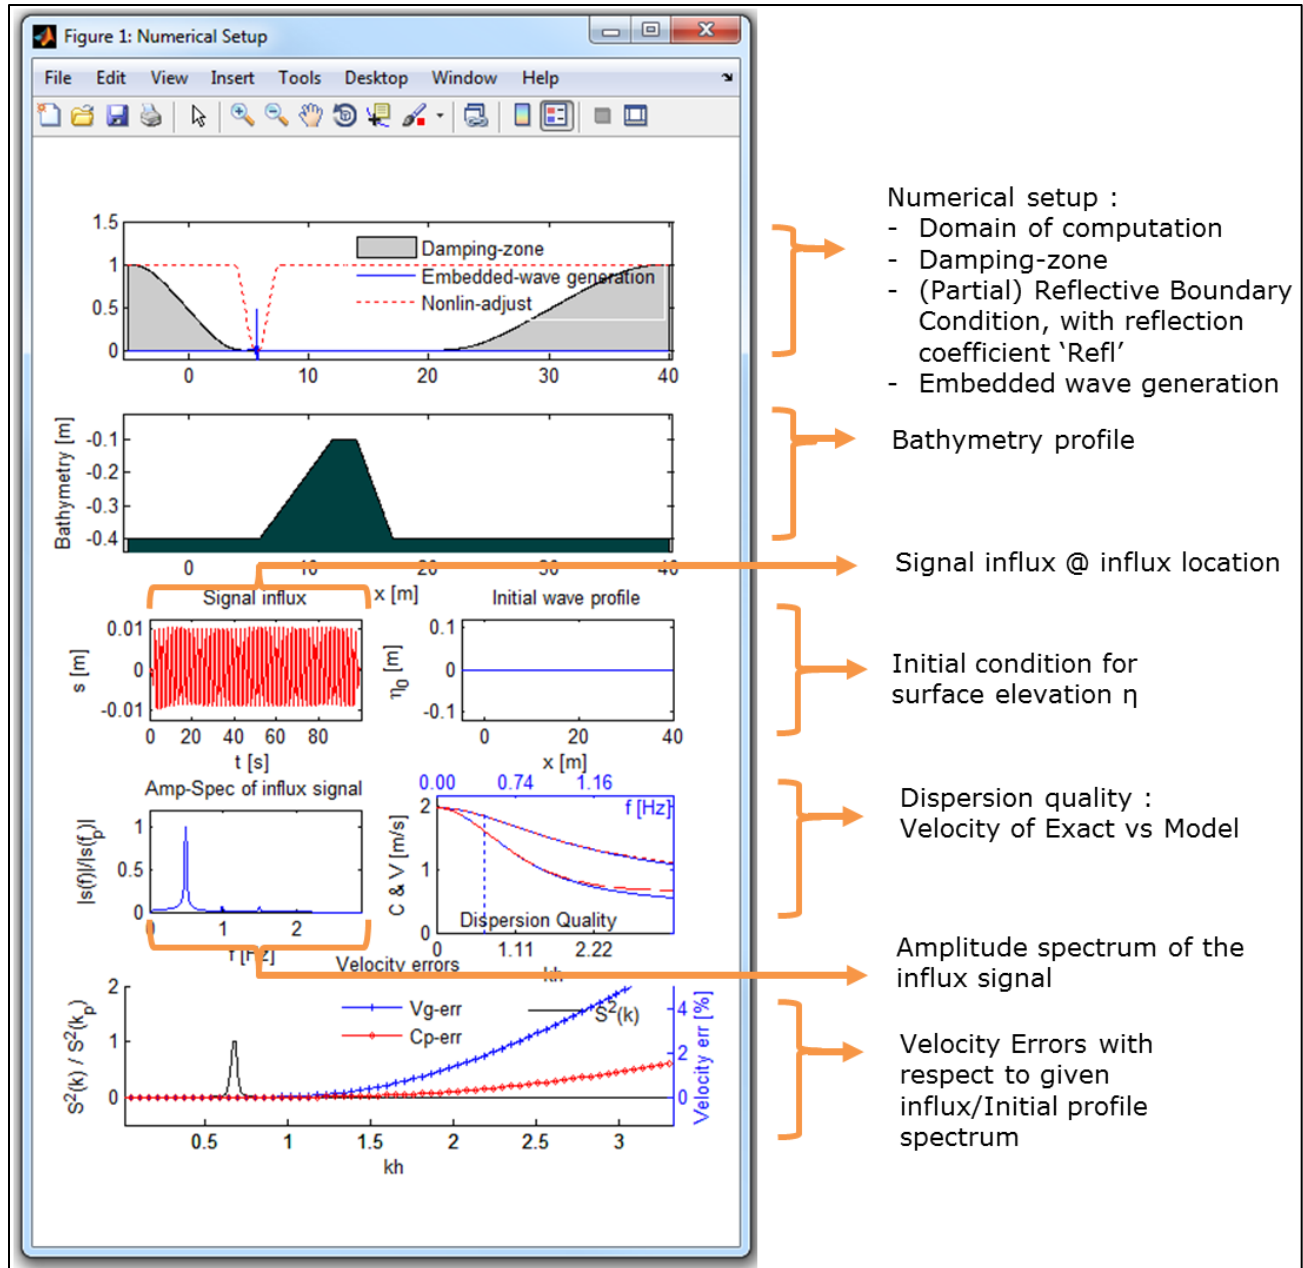 Figure 1: Numerical Setup
File Edit View Insert Tools Desktop Window Help
1.5
1
0.5
0
Damping-zone
Embedded-wave generation
Nonlin-adjust
0 10 20 30 40
Numerical setup :
- Domain of computation
- Damping-zone
- (Partial) Reflective Boundary
Condition, with reflection
coefficient ‘Refl’
- Embedded wave generation
Bathymetry [m]
-0.1
-0.2
-0.3
-0.4
0 10 20 30 40
x [m]
Bathymetry profile
Signal influx @ influx location
Signal influx
s [m]
0.01
0
-0.01
0 20 40 60 80
t [s]
Initial wave profile
η0 [m]
0.1
0
-0.1
0 20 40
x [m]
Initial condition for
surface elevation η
Amp-Spec of influx signal
|s(f)|/|s(fp)|
1
0.5
0
0 1 2
f [Hz]
0.00 0.74 1.16
f [Hz]
C & V [m/s]
2
1
0
Dispersion Quality
0 1.11 2.22
kh
Dispersion quality :
Velocity of Exact vs Model
Amplitude spectrum of the
influx signal
Velocity errors
S2(k) / S2(kp)
2
1
0
Vg-err
Cp-err
S2(k)
4
2
0
Velocity err [%]
0.5 1 1.5 2 2.5 3
kh
Velocity Errors with
respect to given
influx/Initial profile
spectrum